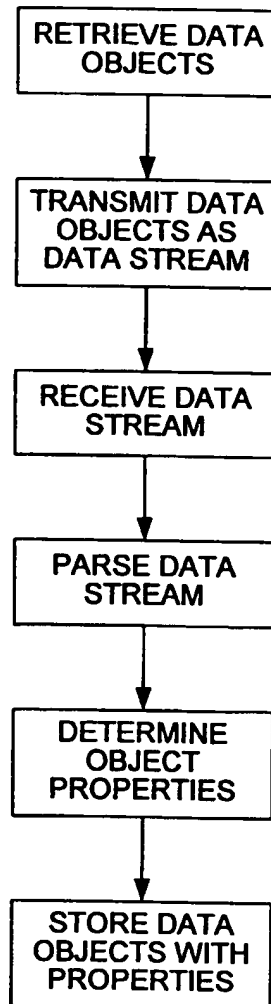 RETRIEVE DATA
OBJECTS
TRANSMIT DATA
OBJECTS AS
DATA STREAM
RECEIVE DATA
STREAM
PARSE DATA
STREAM
DETERMINE
OBJECT
PROPERTIES
STORE DATA
OBJECTS WITH
PROPERTIES